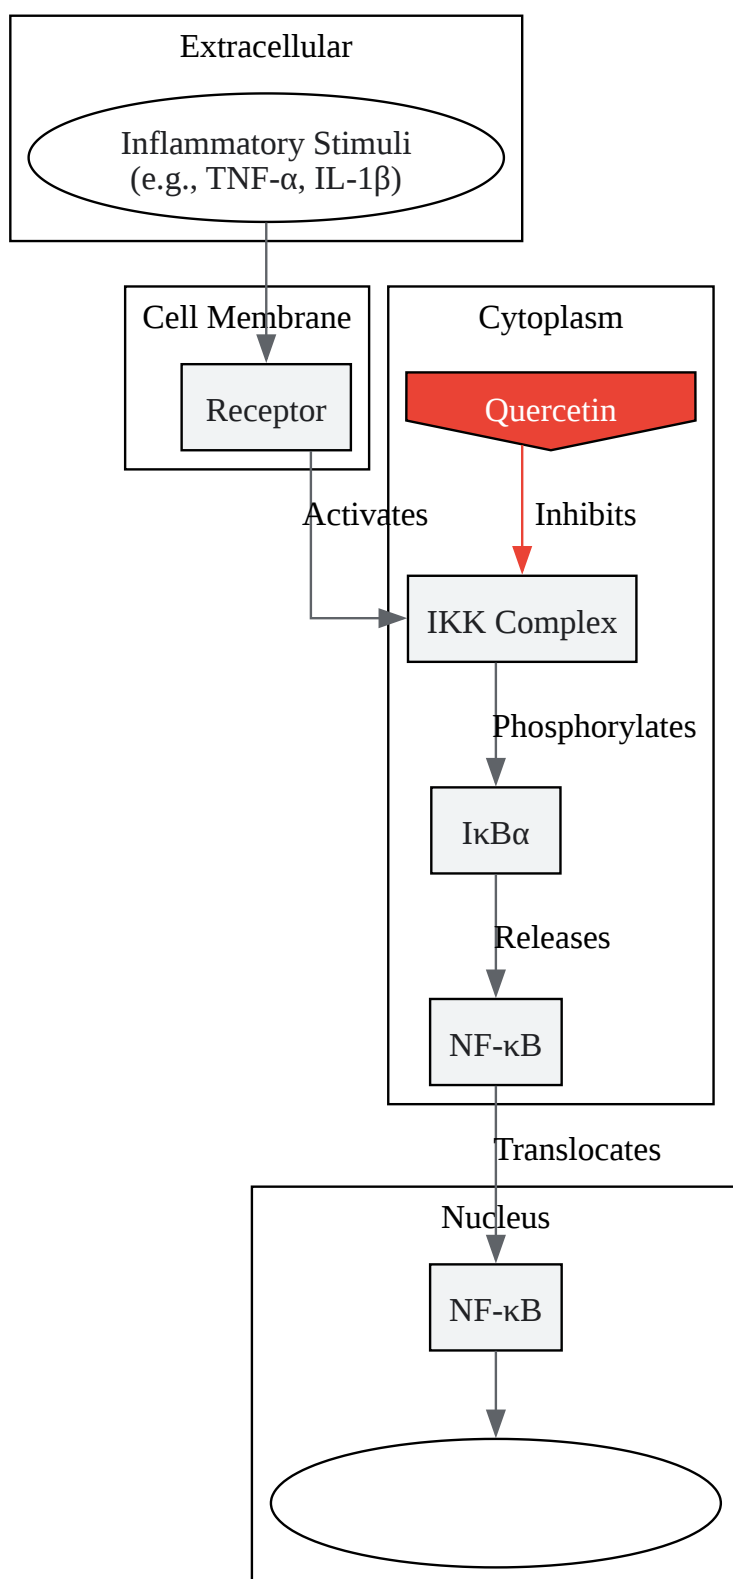 Extracellular
Inflammatory Stimuli
(e.g., TNF-α, IL-1β)
Cell Membrane
Receptor
Cytoplasm
Quercetin
Activates
Inhibits
IKK Complex
Phosphorylates
IκBα
Releases
NF-κB
Translocates
Nucleus
NF-κB